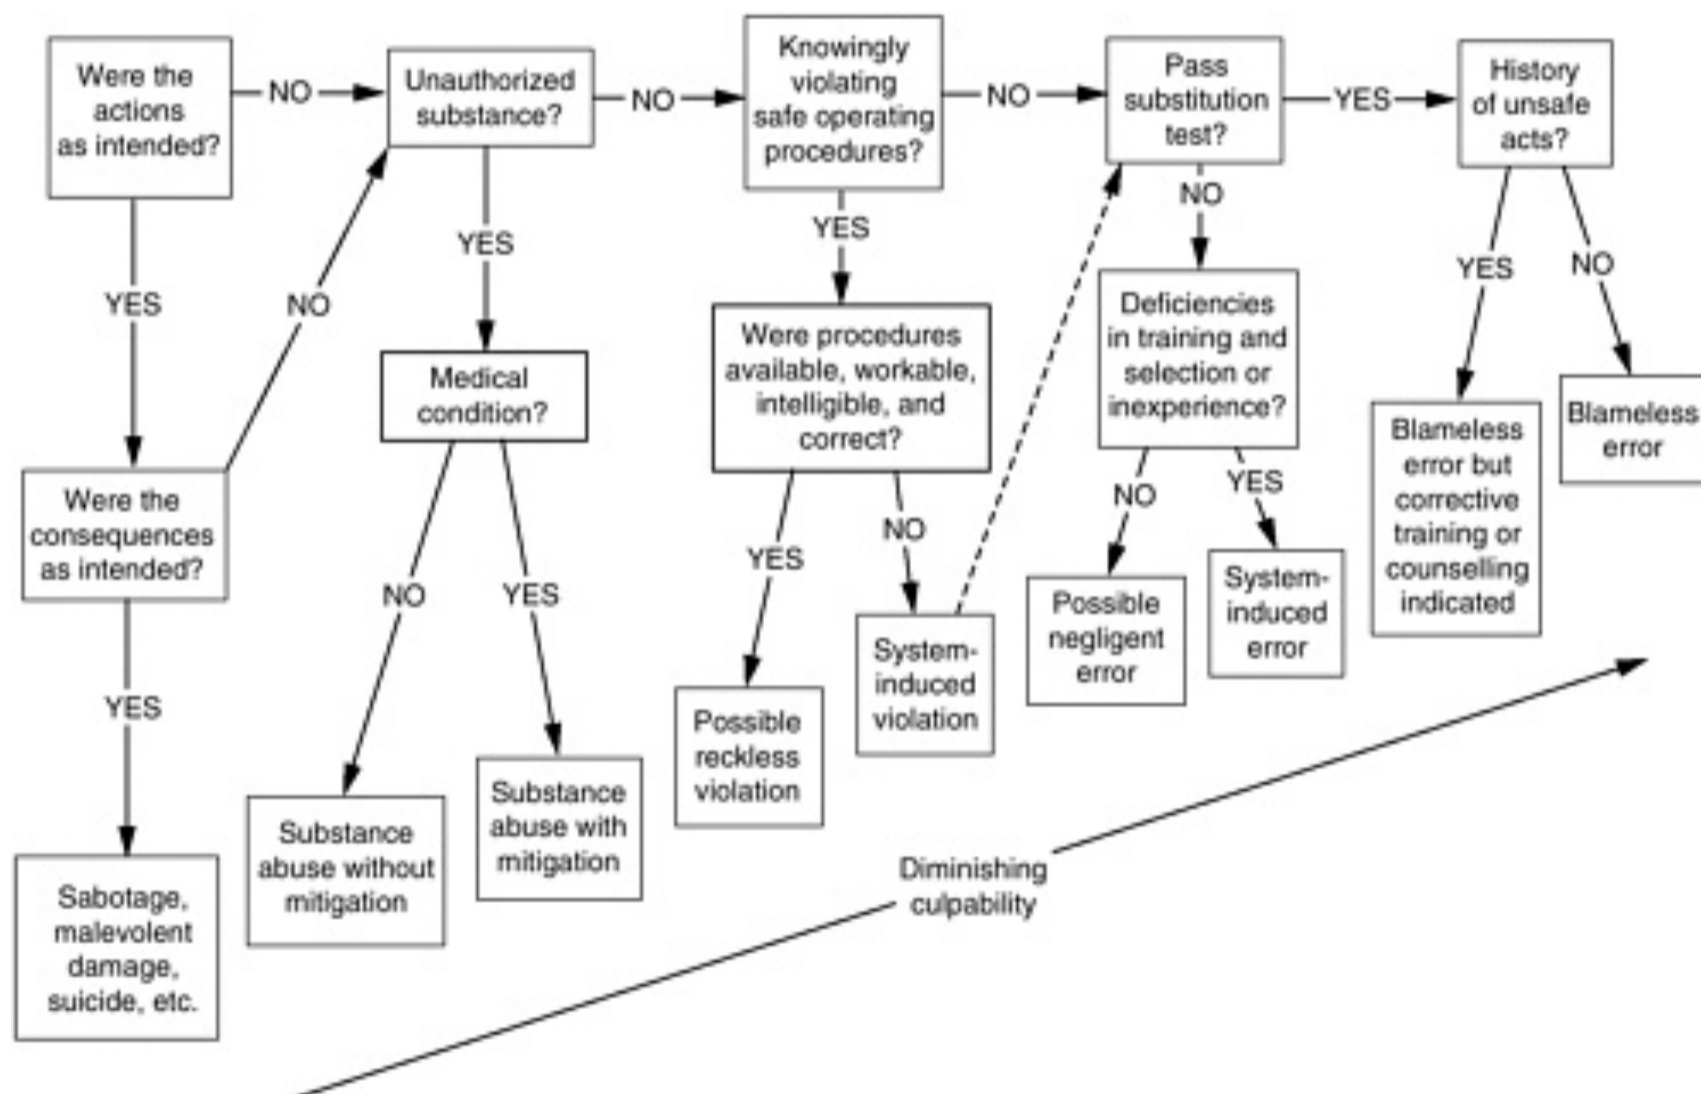 Were the
actions
as intended?
NO
Unauthorized
substance?
NO
Knowingly
violating
safe operating
procedures?
NO
Pass
substitution
test?
YES
History
of unsafe
acts?
YES
NO
YES
YES
NO
YES
NO
Were the
consequences
as intended?
Medical
condition?
Were procedures
available, workable,
intelligible, and
correct?
Deficiencies
in training and
selection or
inexperience?
Blameless
error but
corrective
training or
counselling
indicated
Blameless
error
YES
NO
YES
YES
NO
NO
YES
Sabotage,
malevolent
damage,
suicide, etc.
Substance
abuse without
mitigation
Substance
abuse with
mitigation
Possible
reckless
violation
System-
induced
violation
Possible
negligent
error
System-
induced
error
Diminishing
culpability